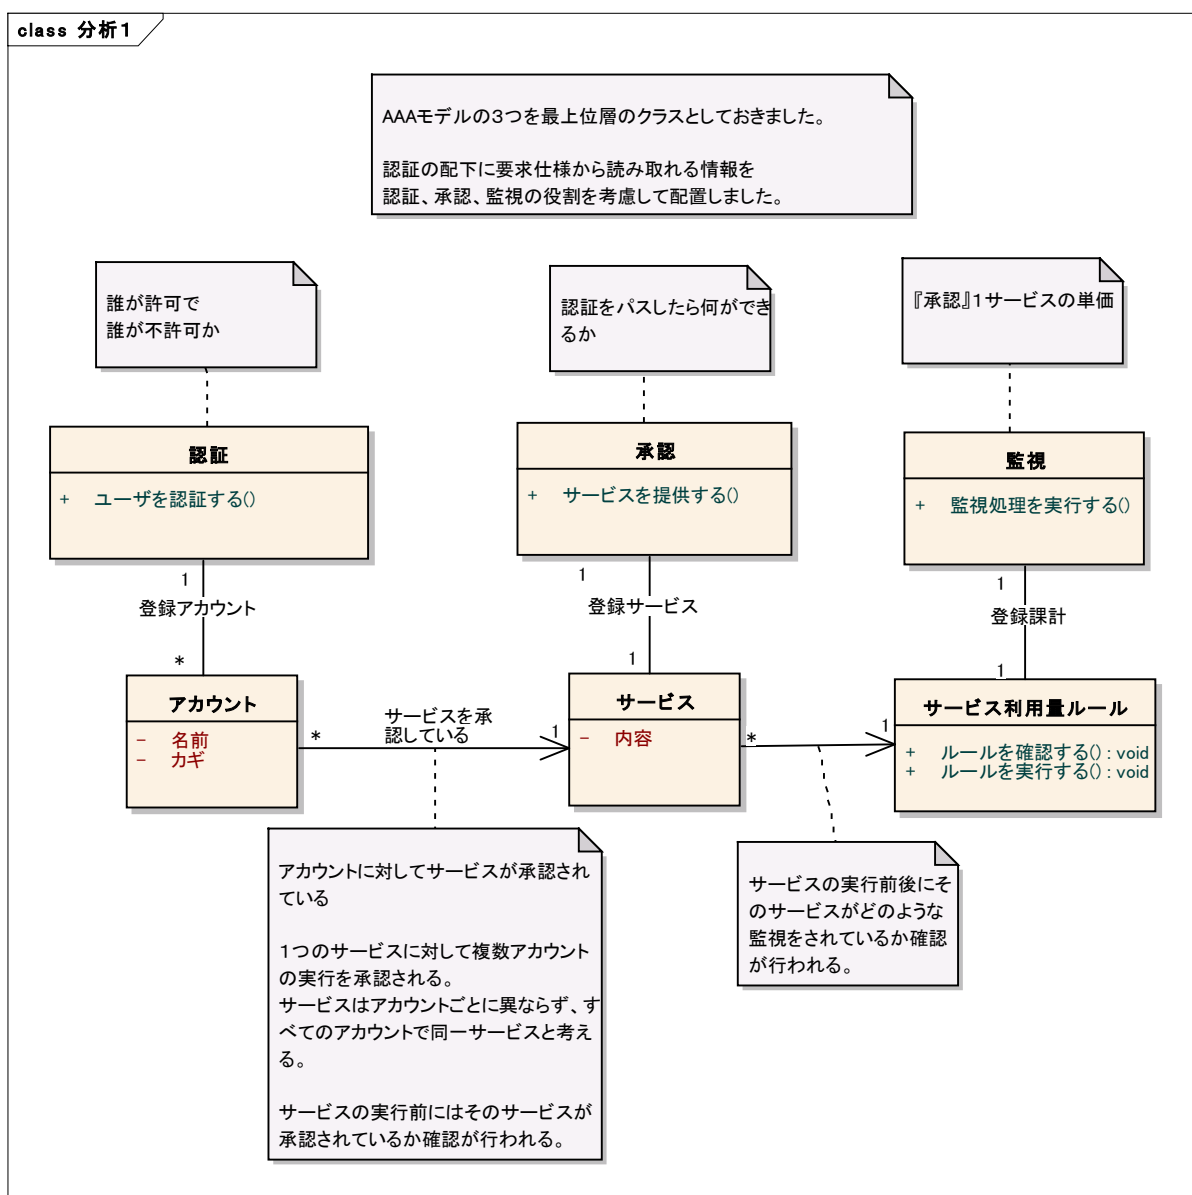 class 分析1
AAAモデルの3つを最上位層のクラスとしておきました。
認証の配下に要求仕様から読み取れる情報を
認証、承認、監視の役割を考慮して配置しました。
誰が許可で
誰が不許可か
認証をパスしたら何ができ
るか
『承認』1サービスの単価
認証
+ ユーザを認証する()
承認
+ サービスを提供する()
監視
+ 監視処理を実行する()
1
登録アカウント
*
1
登録サービス
1
1
登録課計
1
アカウント
- 名前
- カギ
*
サービスを承
認している
1
サービス
- 内容
*
1
サービス利用量ルール
+ ルールを確認する() : void
+ ルールを実行する() : void
アカウントに対してサービスが承認され
ている
1つのサービスに対して複数アカウント
の実行を承認される。
サービスはアカウントごとに異ならず、す
べてのアカウントで同一サービスと考え
る。
サービスの実行前にはそのサービスが
承認されているか確認が行われる。
サービスの実行前後にそ
のサービスがどのような
監視をされているか確認
が行われる。